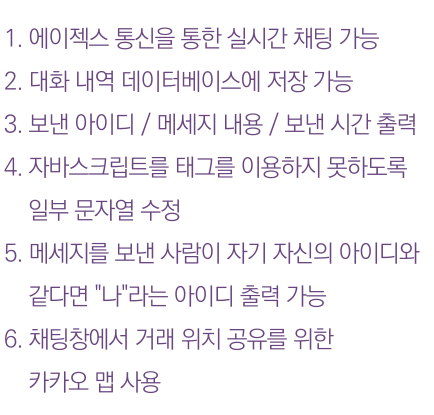 1. 에이젝스 통신을 통한 실시간 채팅 가능
2. 대화 내역 데이터베이스에 저장 가능
3. 보낸 아이디 / 메세지 내용 / 보낸 시간 출력
4. 자바스크립트를 태그를 이용하지 못하도록
일부 문자열 수정
5. 메세지를 보낸 사람이 자기 자신의 아이디와
같다면 "나"라는 아이디 출력 가능
6. 채팅창에서 거래 위치 공유를 위한
카카오 맵 사용